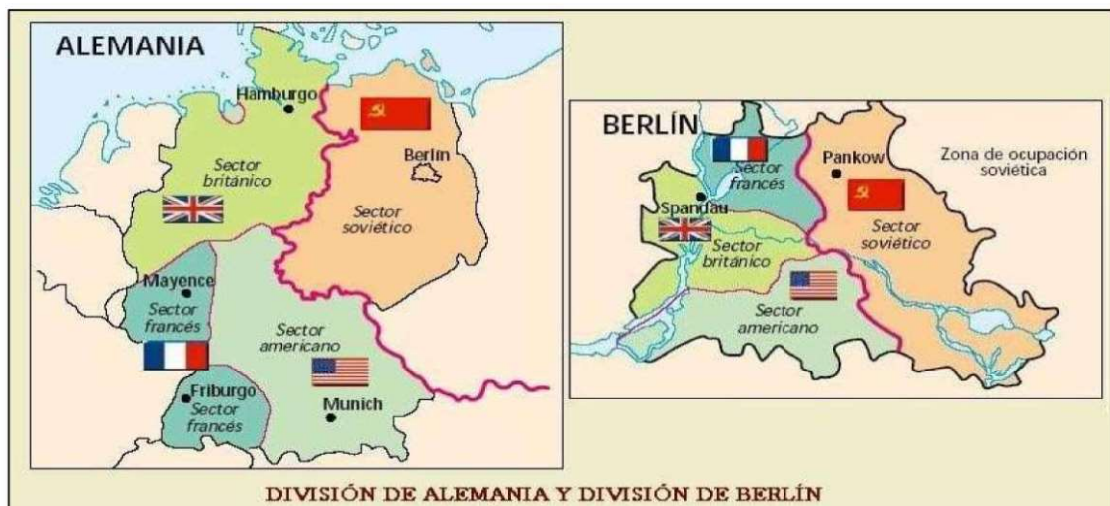 ALEMANIA
Hamburgo
Berlín
Sector
británico
Sector
soviético
Mayence
Sector
francés
Sector
americano
Friburgo
Sector
francés
Munich
BERLÍN
Sector
francés
Pankow
Zona de ocupación
soviética
Spandau
Sector
soviético
Sector
británico
Sector
americano
DIVISIÓN DE ALEMANIA Y DIVISIÓN DE BERLÍN